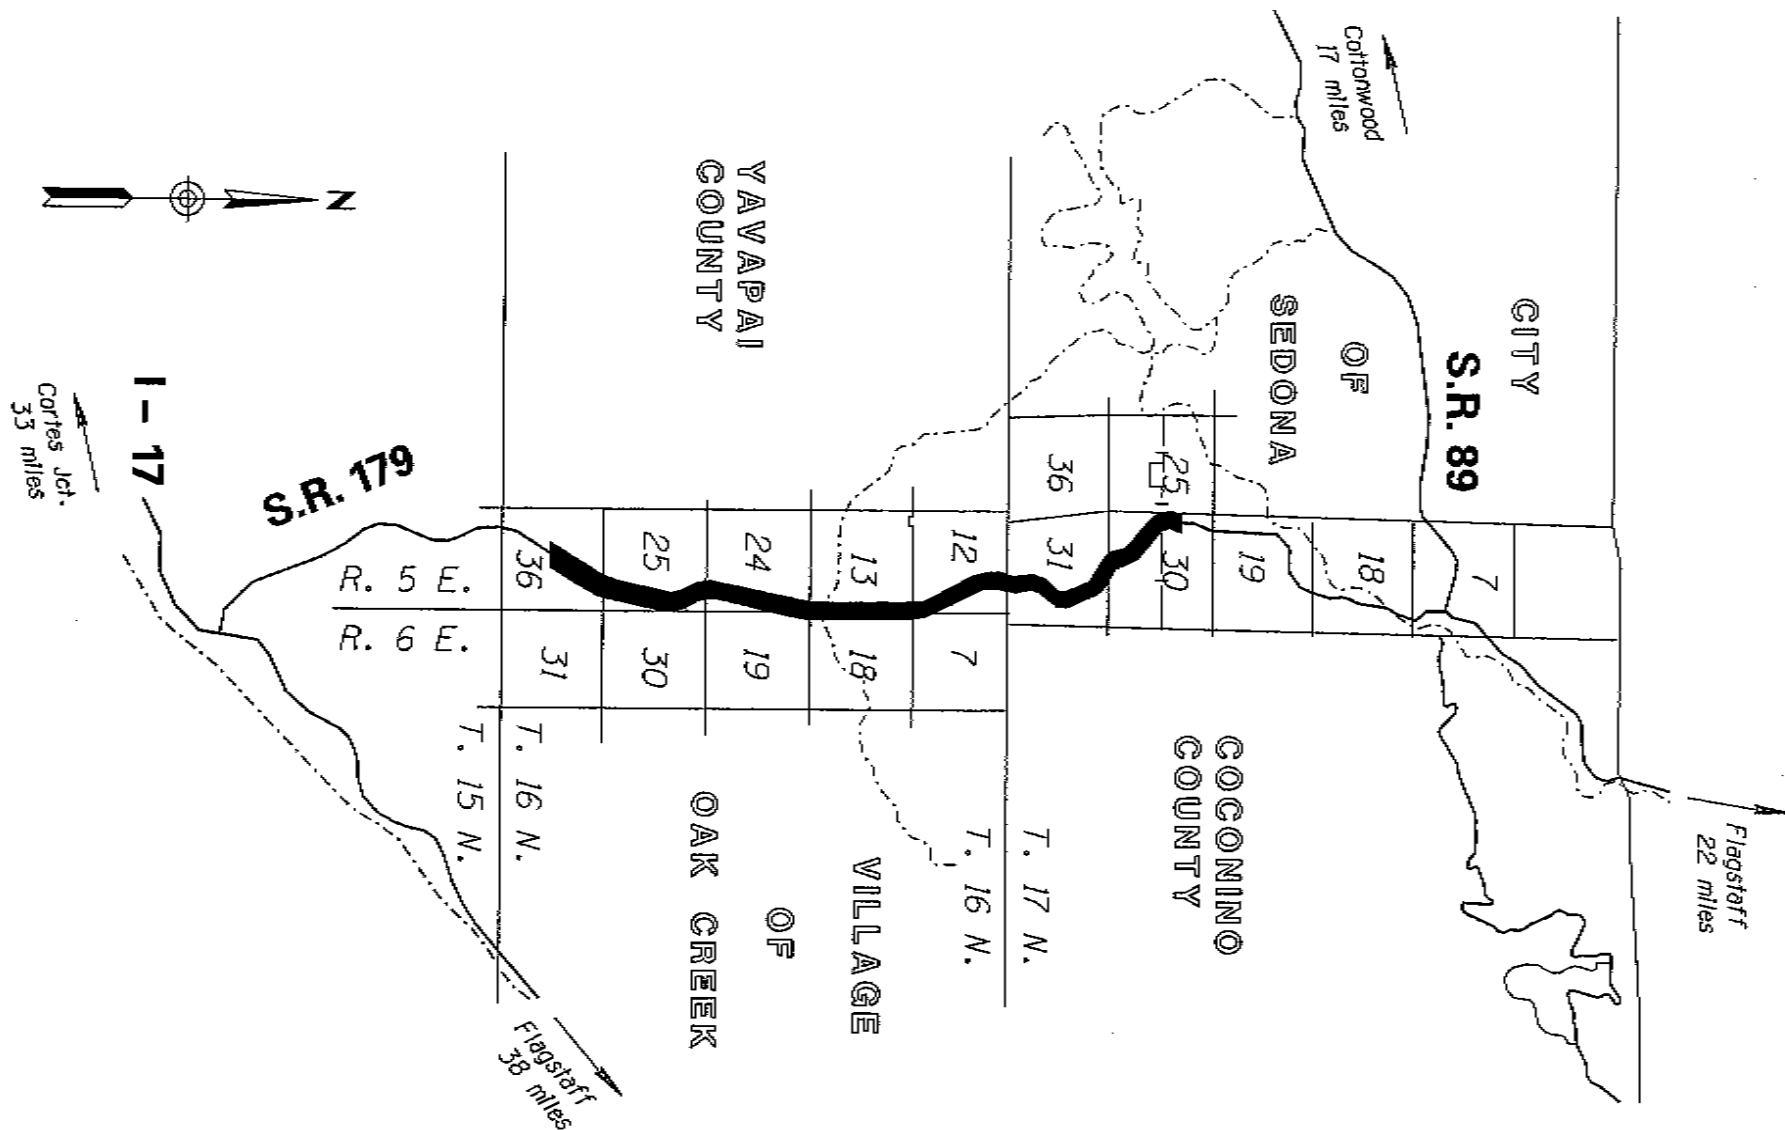 Cottonwood
17 miles
N
YAVAPAI
COUNTY
CITY
OF
SEDONA
S.R. 89
I-17
Cortes Jct.
33 miles
S.R. 179
R. 5 E.
R. 6 E.
36
25
24
13
12
31
30
19
18
7
36
25
31
30
19
18
7
T. 15 N.
T. 16 N.
T. 16 N.
T. 17 N.
VILLAGE
OF
OAK CREEK
COCONINO
COUNTY
Flagstaff
22 miles
Flagstaff
38 miles